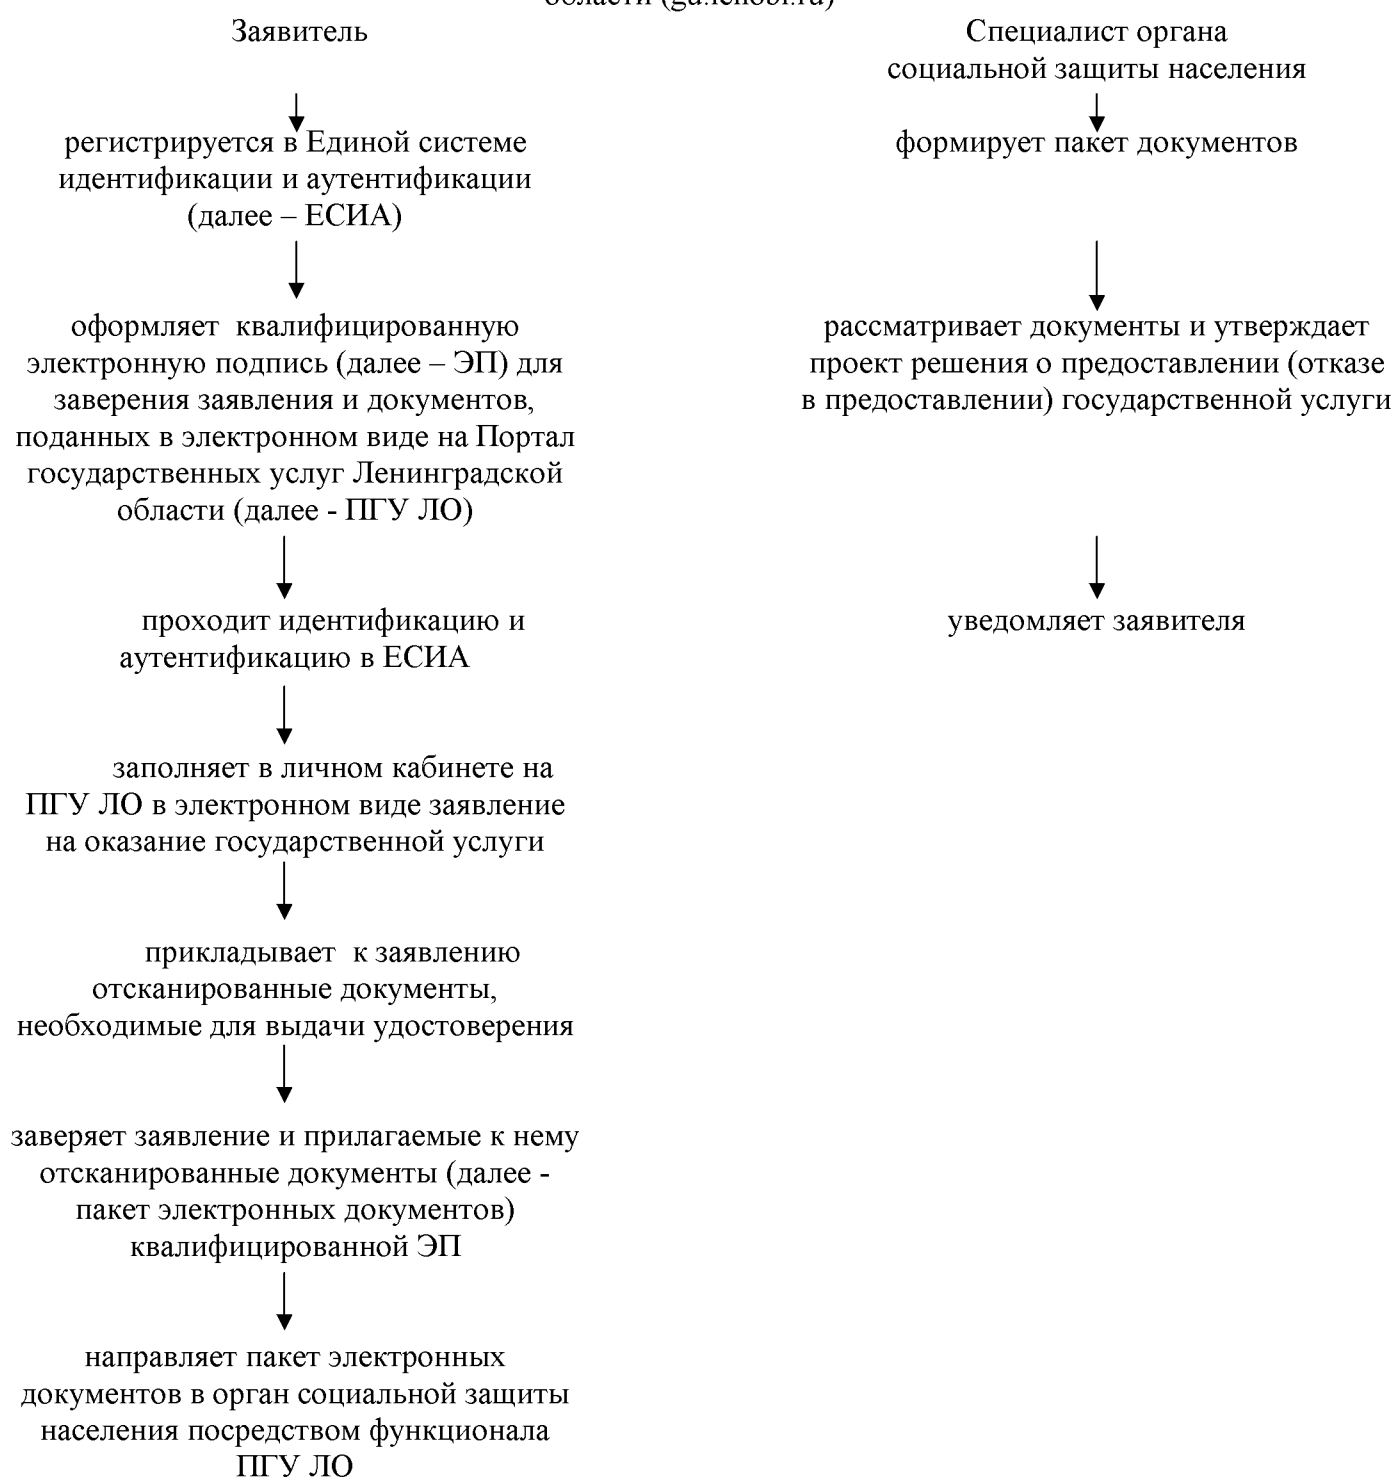 области (gu.lenobl.ru)
Заявитель
регистрируется в Единой системе
идентификации и аутентификации
(далее – ЕСИА)
оформляет квалифицированную
электронную подпись (далее – ЭП) для
заверения заявления и документов,
поданных в электронном виде на Портал
государственных услуг Ленинградской
области (далее - ПГУ ЛО)
проходит идентификацию и
аутентификацию в ЕСИА
заполняет в личном кабинете на
ПГУ ЛО в электронном виде заявление
на оказание государственной услуги
прикладывает к заявлению
отсканированные документы,
необходимые для выдачи удостоверения
заверяет заявление и прилагаемые к нему
отсканированные документы (далее -
пакет электронных документов)
квалифицированной ЭП
направляет пакет электронных
документов в орган социальной защиты
населения посредством функционала
ПГУ ЛО
Специалист органа
социальной защиты населения
формирует пакет документов
рассматривает документы и утверждает
проект решения о предоставлении (отказе
в предоставлении) государственной услуги
уведомляет заявителя